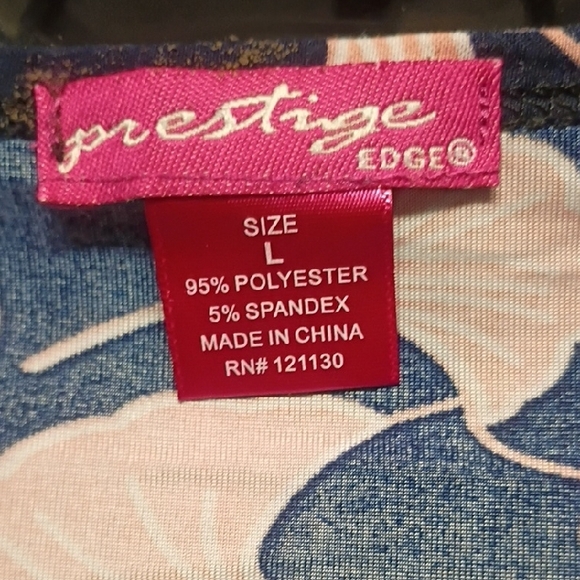 prestige
EDGE®
SIZE
L
95% POLYESTER
5% SPANDEX
MADE IN CHINA
RN# 121130